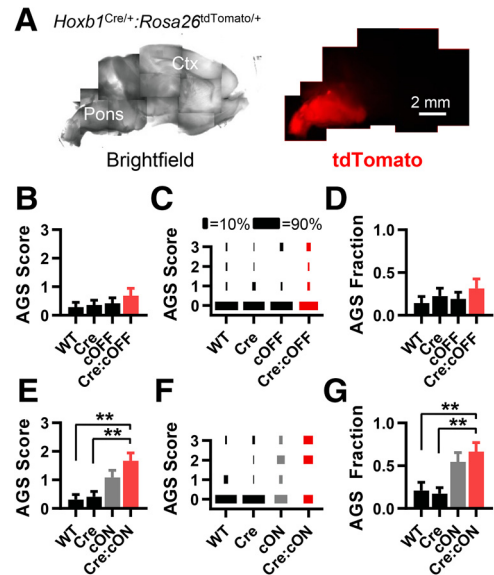 A
Hoxb1Cre/+:Rosa26tdTomato/+
Ctx
Pons
2 mm
Brightfield
tdTomato
B
AGS Score
3
2
1
0
WT
Cre
cOFF
Cre:cOFF
C
=10% =90%
AGS Score
3
2
1
0
WT
Cre
cOFF
Cre:cOFF
D
AGS Fraction
1.0
0.5
0.0
WT
Cre
cOFF
Cre:cOFF
E
AGS Score
3
2
1
0
**
**
WT
Cre
cON
Cre:cON
F
AGS Score
3
2
1
0
WT
Cre
cON
Cre:cON
G
AGS Fraction
1.0
0.5
0.0
**
**
WT
Cre
cON
Cre:cON